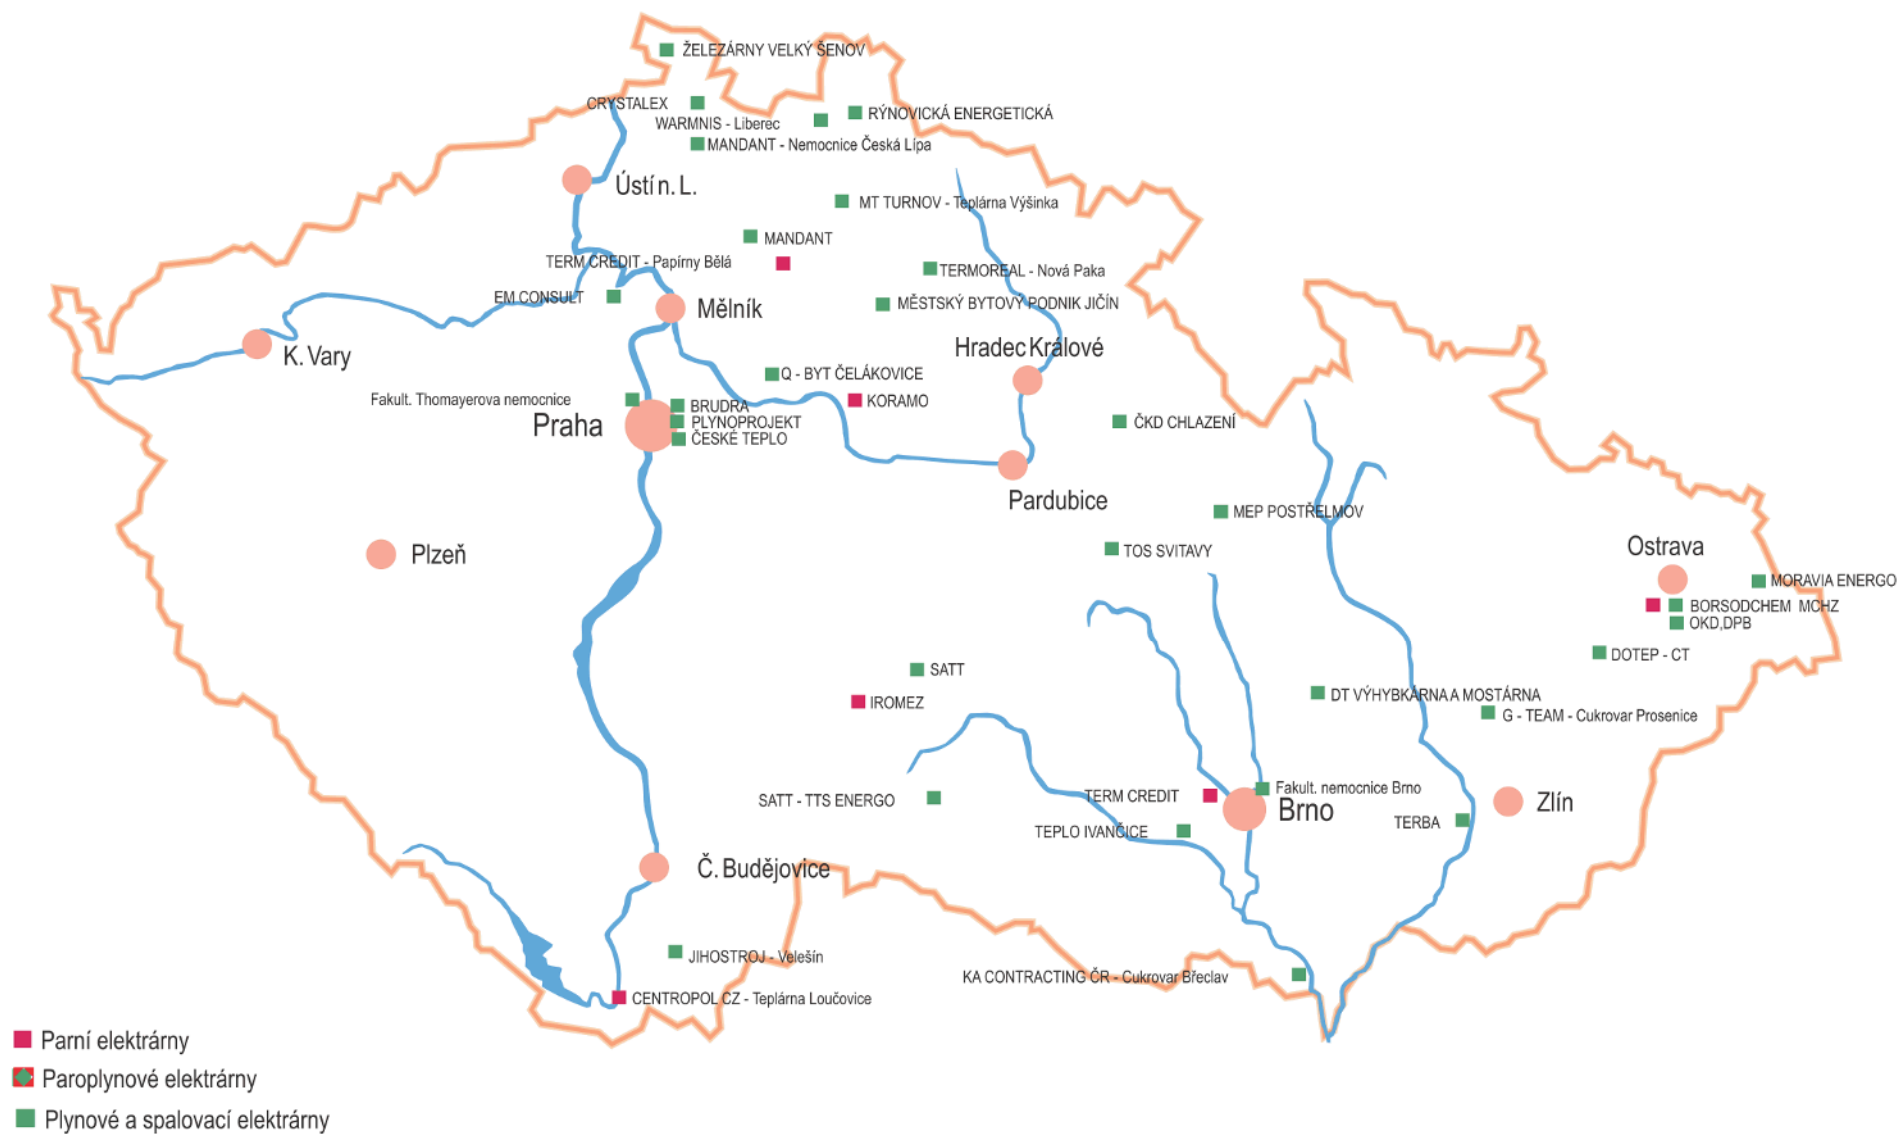 ŽELEZÁRNY VELKÝ ŠENOV
CRYSTALEX
RÝNOVICKÁ ENERGETICKÁ
WARMNIS - Liberec
MANDANT - Nemocnice Česká Lípa
Ústí n. L.
MT TURNOV - Teplárna Výšinka
MANDANT
TERM CREDIT - Papírny Bělá
TERMOREAL - Nová Paka
EM CONSULT
MĚSTSKÝ BYTOVÝ PODNIK JIČÍN
Mělník
Hradec Králové
K. Vary
Q - BYT ČELÁKOVICE
Fakult. Thomayerova nemocnice
KORAMO
BRUDRA
PLYNOPROJEKT
ČESKÉ TEPLO
Praha
ČKD CHLAZENÍ
Pardubice
MEP POSTŘELMOV
Plzeň
TOS SVITAVY
Ostrava
MORAVIA ENERGO
BORSODCHEM MCHZ
OKD,DPB
DOTEP - CT
SATT
IROMEZ
DT VÝHYBKÁRNA A MOSTÁRNA
G - TEAM - Cukrovar Prosenice
SATT - TTS ENERGO
TERM CREDIT
Fakult. nemocnice Brno
Brno
Zlín
TEPLO IVANČICE
TERBA
Č. Budějovice
JIHOSTROJ - Velešín
KA CONTRACTING ČR - Cukrovar Břeclav
CENTROPOL CZ - Teplárna Loučovice
Parní elektrárny
Paroplynové elektrárny
Plynové a spalovací elektrárny